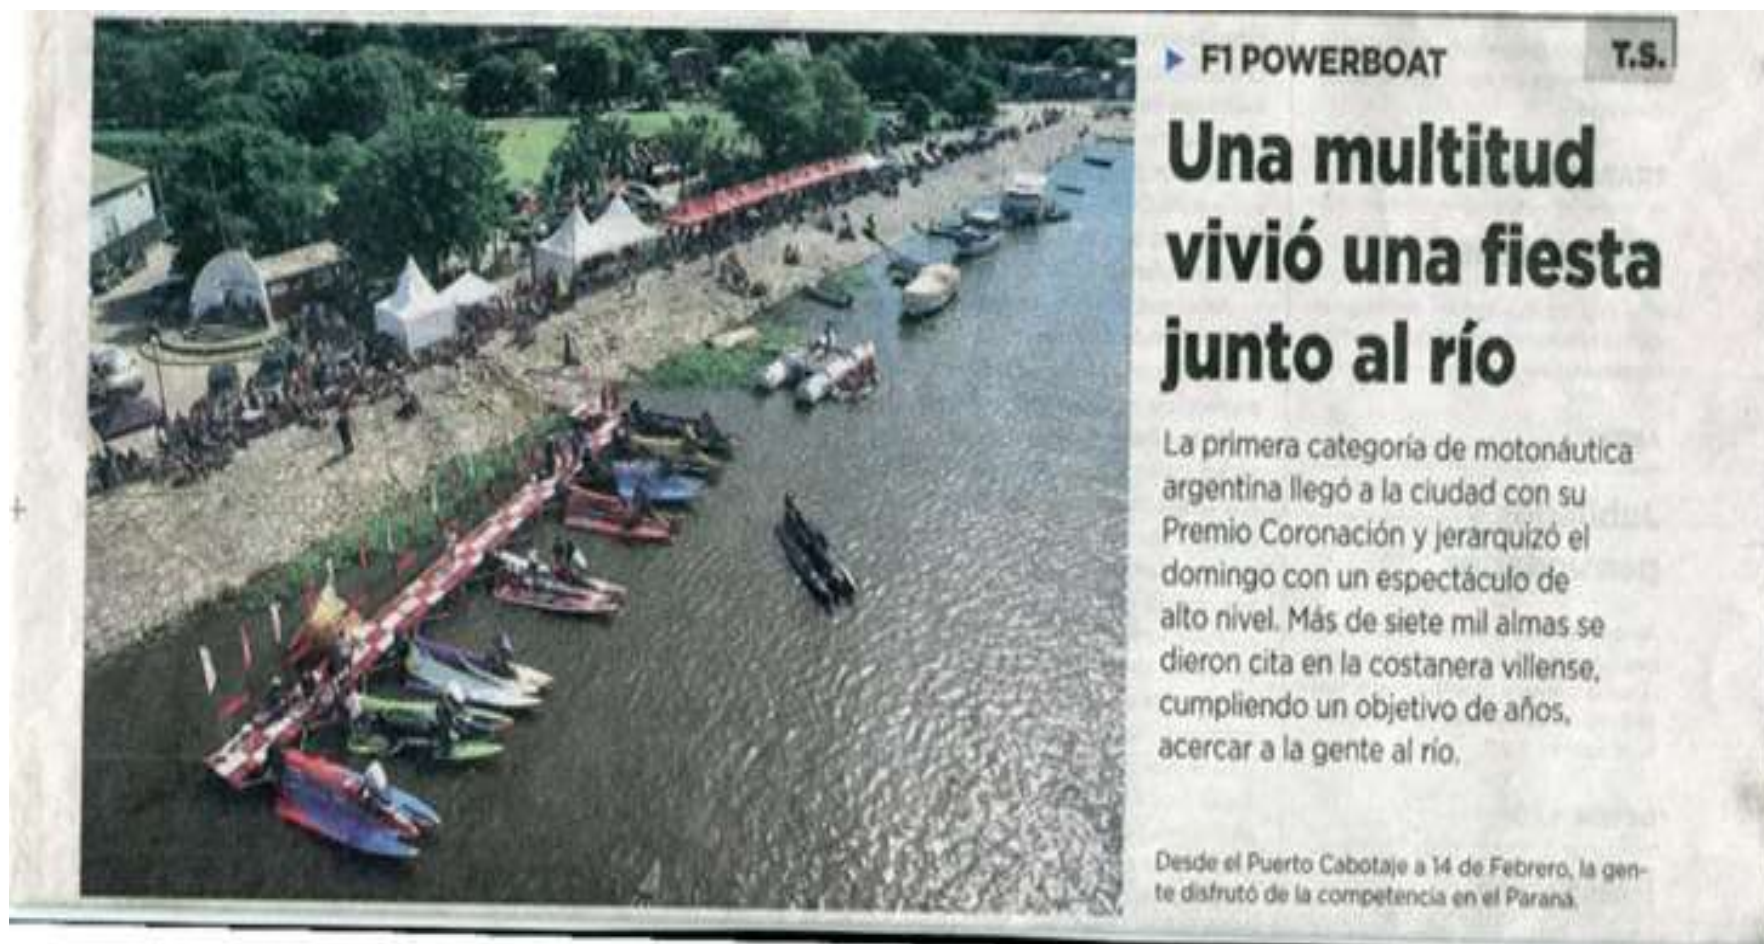 F1 POWERBOAT
T.S.
Una multitud
vivió una fiesta
junto al río
La primera categoría de motonáutica
argentina llegó a la ciudad con su
Premio Coronación y jerarquizó el
domingo con un espectáculo de
alto nivel. Más de siete mil almas se
dieron cita en la costanera villense,
cumpliendo un objetivo de años,
acercar a la gente al río.
Desde el Puerto Cabotaje a 14 de Febrero, la gen-
te disfrutó de la competencia en el Paraná.